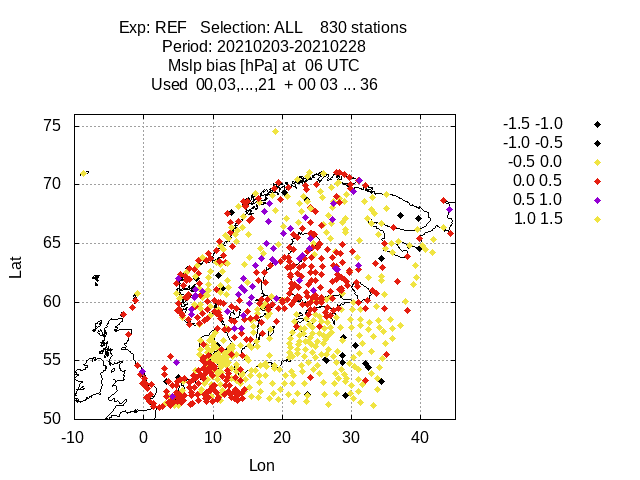 Exp: REF   Selection: ALL    830 stations
Period: 20210203-20210228
Mslp bias [hPa] at  06 UTC
Used  00,03,...,21  + 00 03 ... 36
-1.5 -1.0
-1.0 -0.5
-0.5 0.0
0.0 0.5
0.5 1.0
1.0 1.5
75
70
65
60
55
50
Lat
-10 0 10 20 30 40
Lon